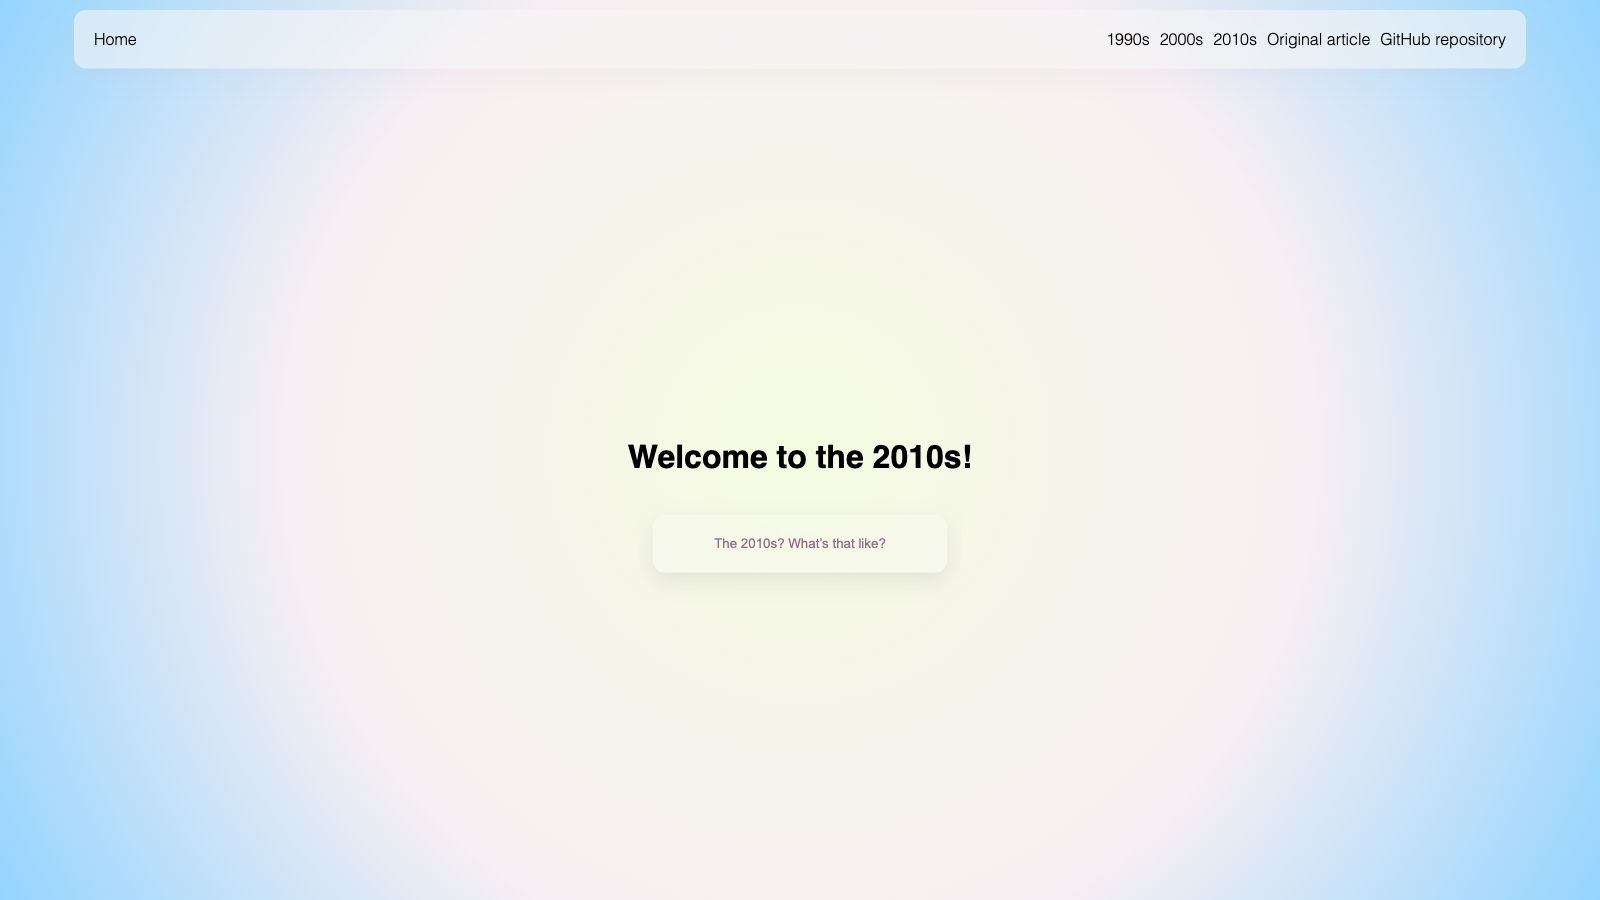 Home 1990s 2000s 2010s Original article GitHub repository
Welcome to the 2010s!
The 2010s? What’s that like?